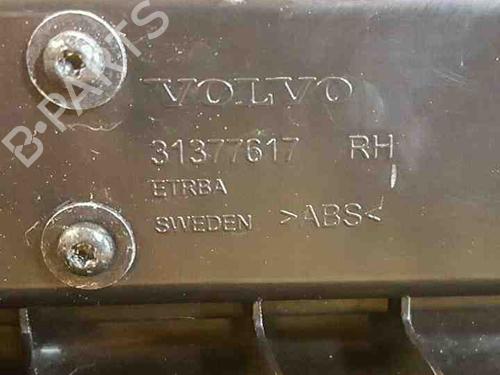 B-PARTS
VOLVO
31377617 RH
ETRBA
SWEDEN >ABS<